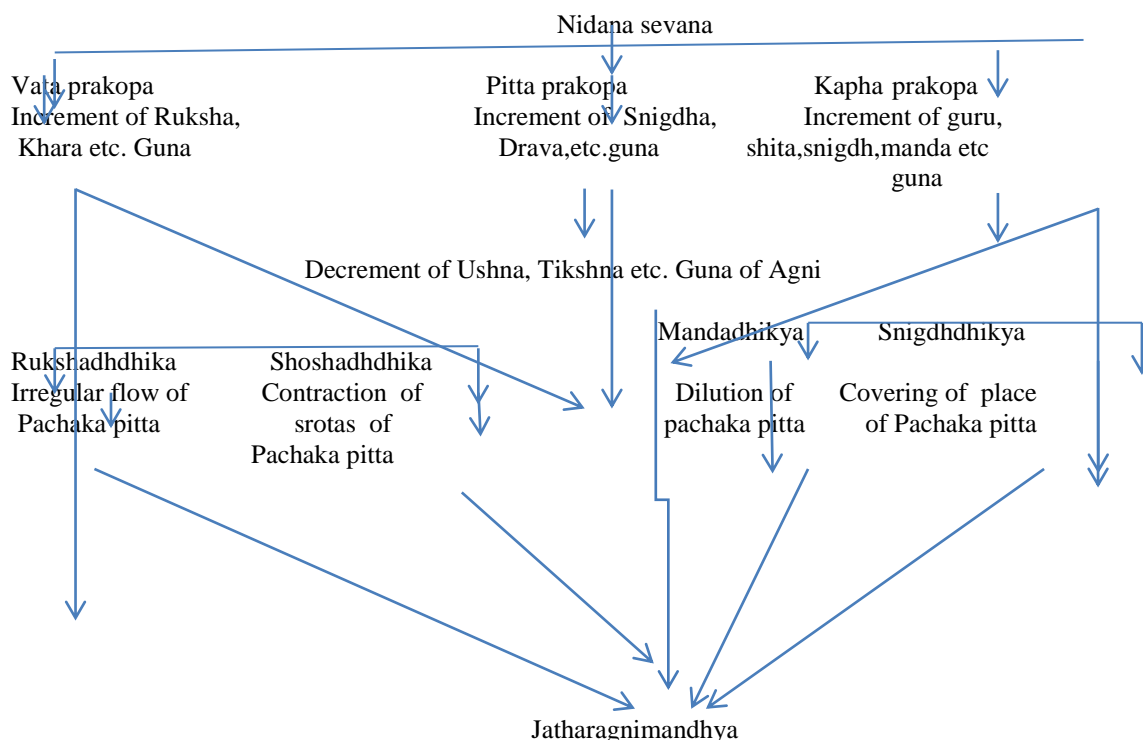 Nidana sevana
Vata prakopa
Increment of Ruksha,
Khara etc. Guna
Pitta prakopa
Increment of Snigdha,
Drava,etc.guna
Kapha prakopa
Increment of guru,
shita,snigdh,manda etc
guna
Decrement of Ushna, Tikshna etc. Guna of Agni
Rukshadhdhika
Irregular flow of
Pachaka pitta
Shoshadhdhika
Contraction of
srotas of
Pachaka pitta
Mandadhikya
Dilution of
pachaka pitta
Snigdhdhikya
Covering of place
of Pachaka pitta
Jatharagnimandhya